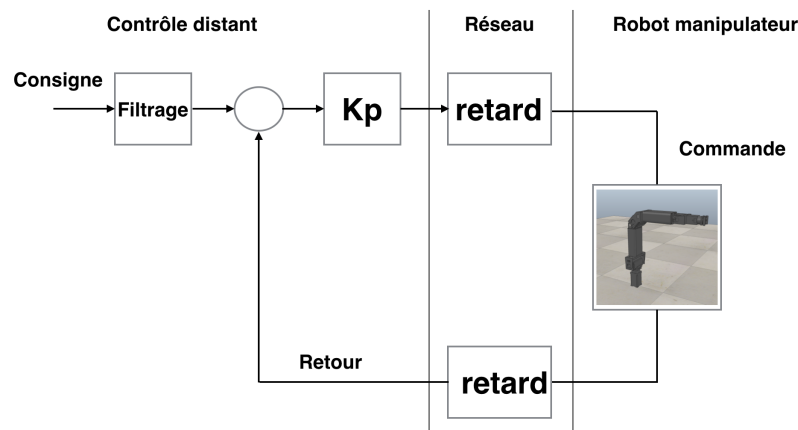 Contrôle distant
Réseau
Robot manipulateur
Consigne
Filtrage
Kp
retard
Commande
Retour
retard